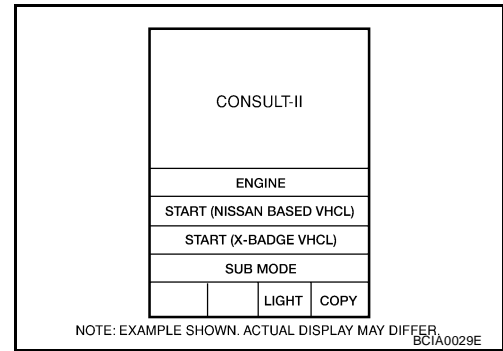 CONSULT-II
ENGINE
START (NISSAN BASED VHCL)
START (X-BADGE VHCL)
SUB MODE
LIGHT COPY
NOTE: EXAMPLE SHOWN. ACTUAL DISPLAY MAY DIFFER.
BCIA0029E